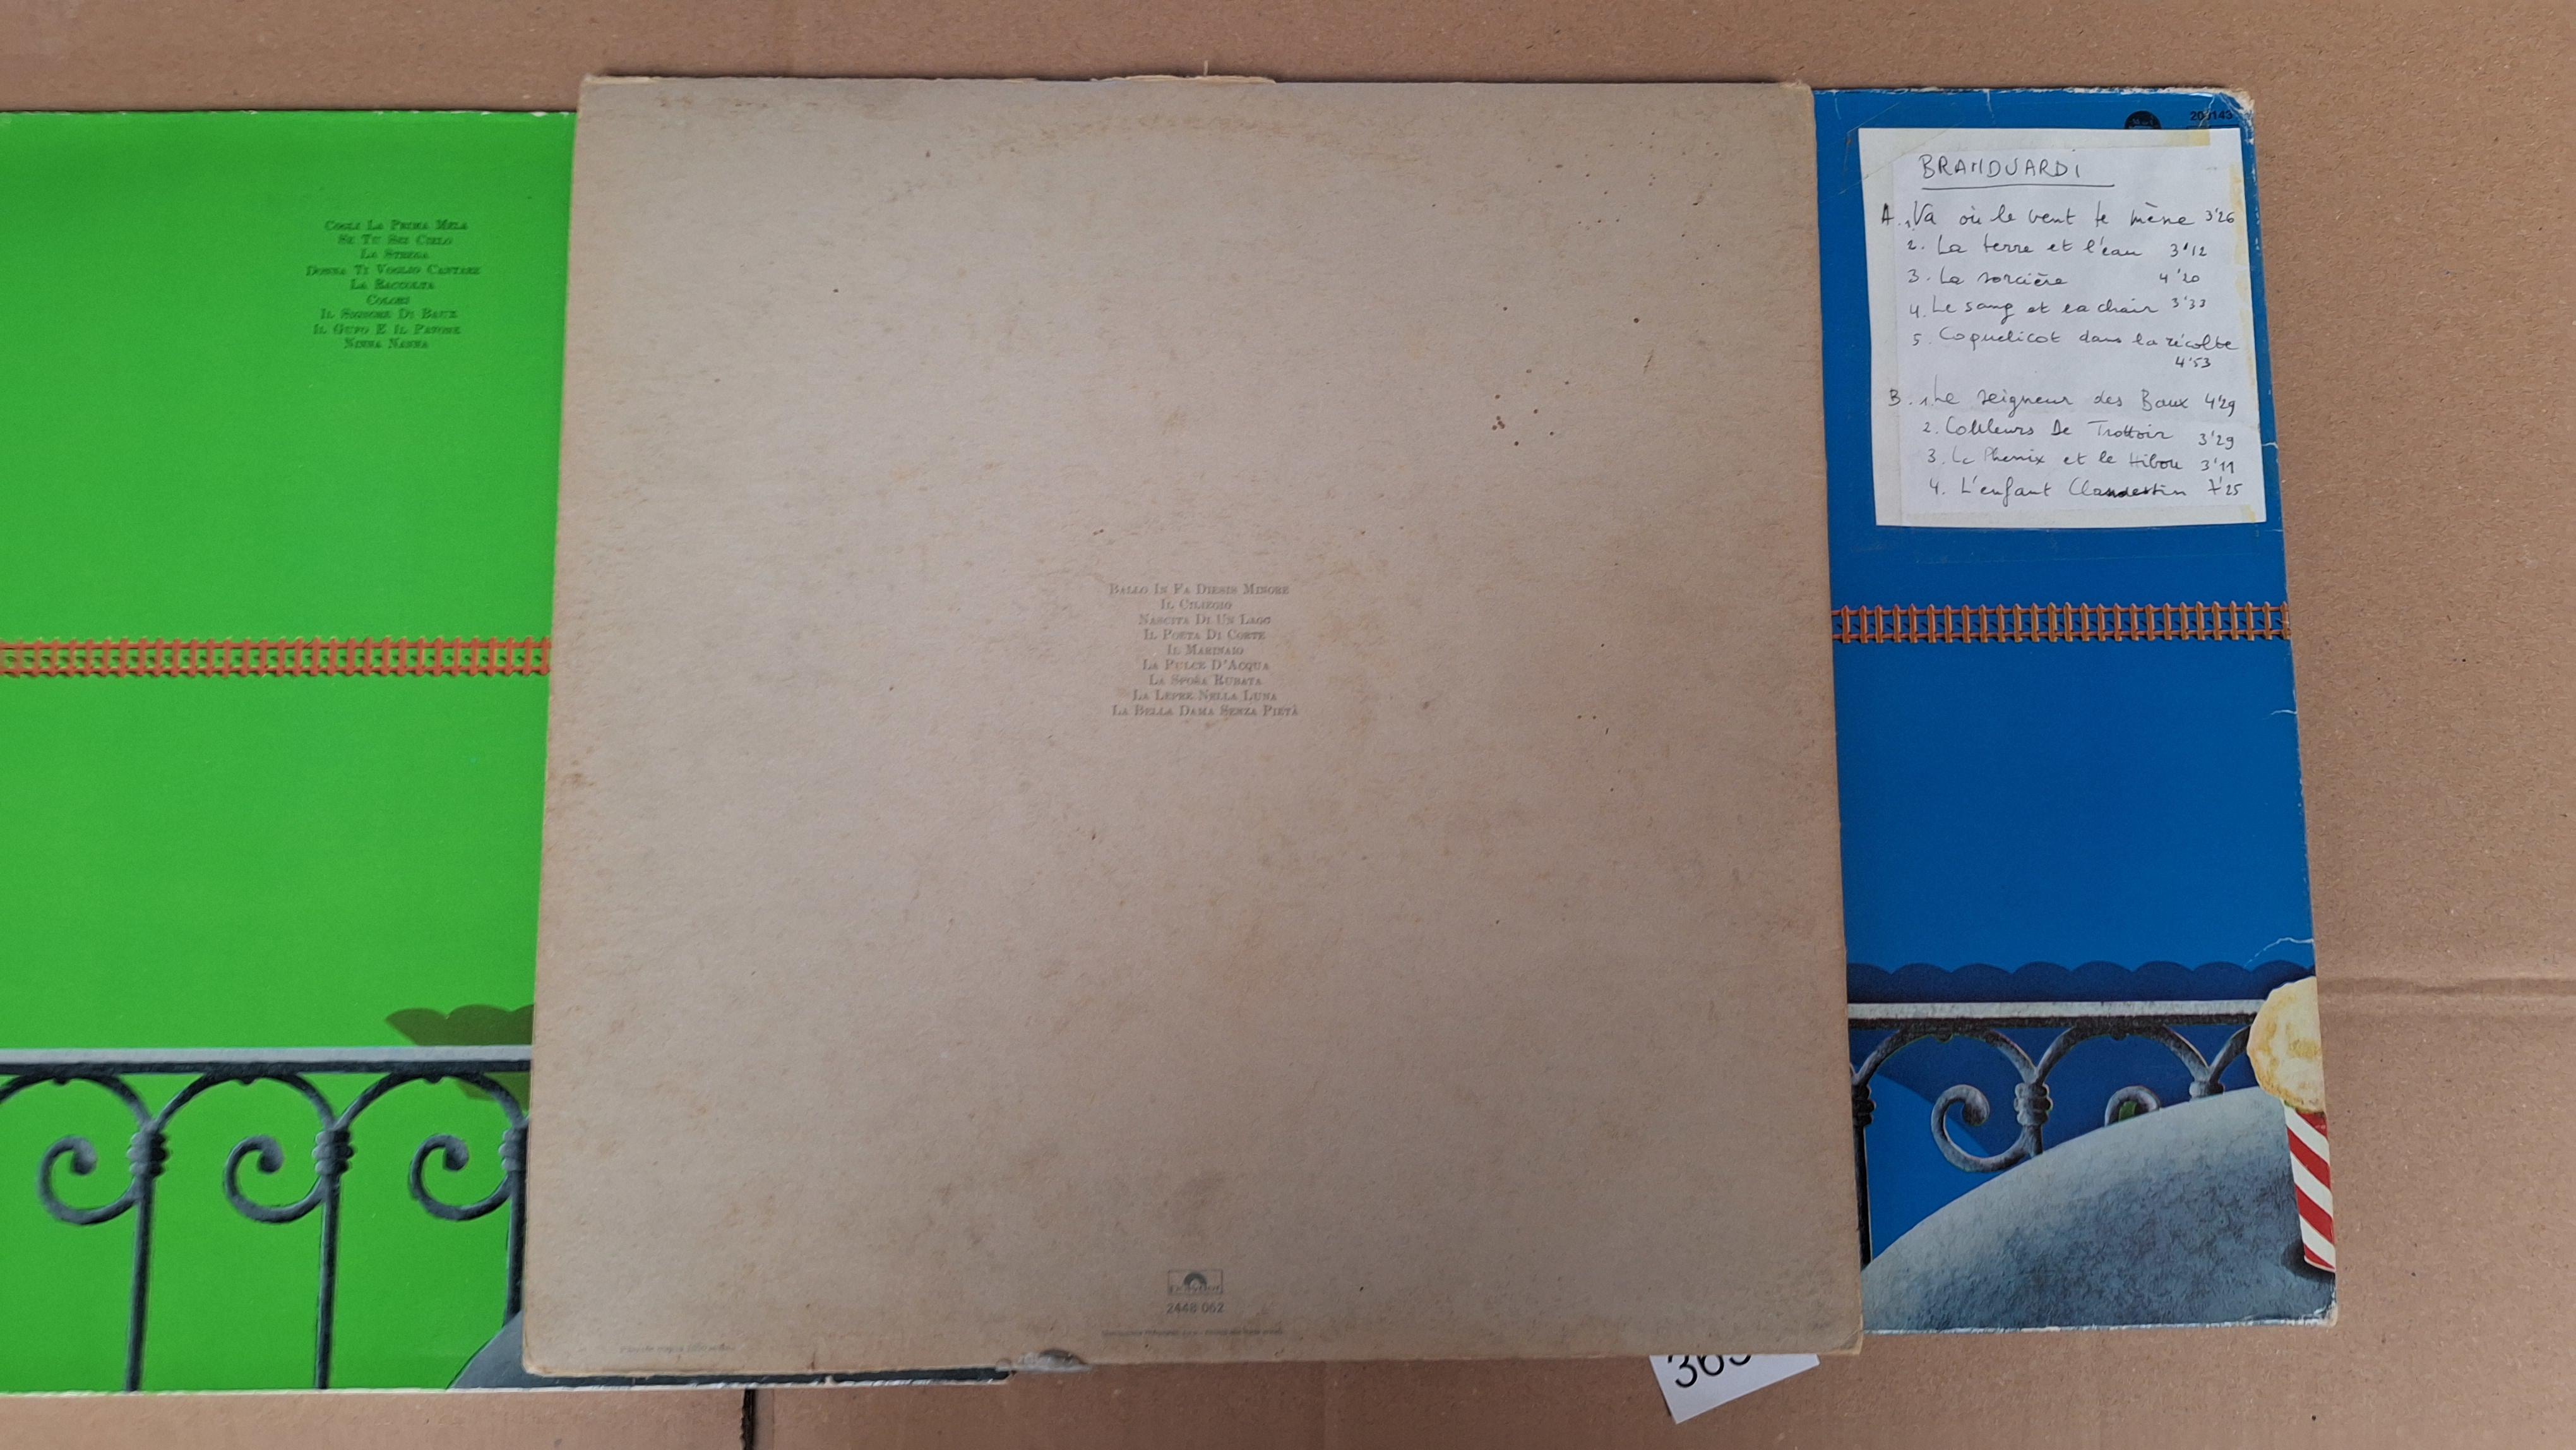 COGLI LA PRIMA MELA
SE TU SEI CIELO
LA STREGA
DONNA TI VOGLIO CANTARE
LA RACCOLTA
COLORI
IL SIGNORE DI BAUX
IL GUFO E IL PAVONE
NINNA NANNA
BALLO IN FA DIESIS MINORE
IL CILIEGIO
NASCITA DI UN LAGO
IL POETA DI CORTE
IL MARINAIO
LA PULCE D'ACQUA
LA SPOSA RUBATA
LA LEPRE NELLA LUNA
LA BELLA DAMA SENZA PIETÀ
2448 052
BRANDUARDI
A. 1. Va où le vent te mène 3'26
2. La terre et l'eau 3'12
3. La sorcière 4'20
4. Le sang et la chair 3'33
5. Coquelicot dans la récolte
4'53
B. 1. Le seigneur des Baux 4'29
2. Colleurs De Trottoir 3'29
3. Le Phenix et le Hibou 3'11
4. L'enfant Clandestin 7'25